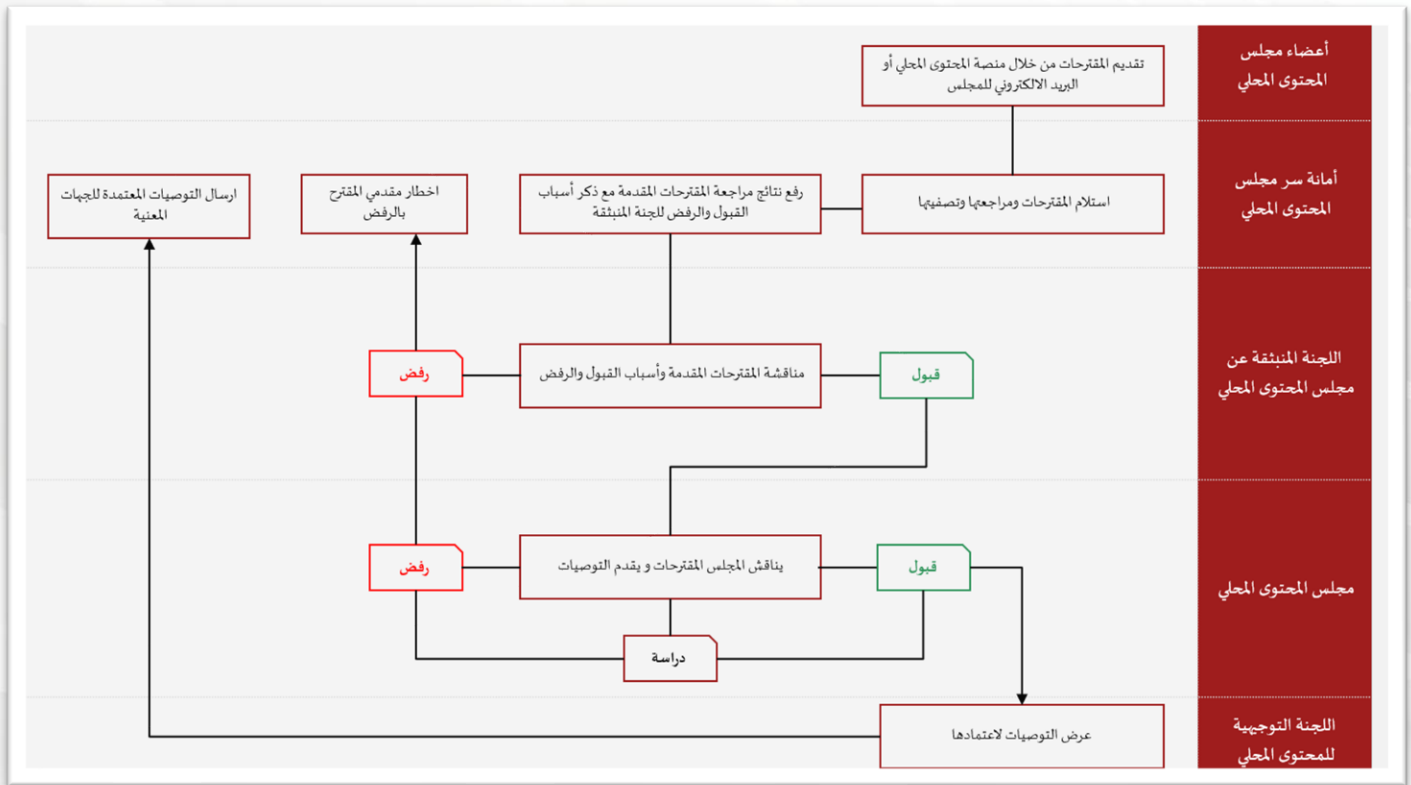 أعضاء مجلس
المحتوى المحلي
تقديم المقترحات من خلال منصة المحتوى المحلي أو
البريد الالكتروني للمجلس
أمانة سر مجلس
المحتوى المحلي
استلام المقترحات ومراجعتها وتصفيتها
رفع نتائج مراجعة المقترحات المقدمة مع ذكر أسباب
القبول والرفض للجنة المنبثقة
اخطار مقدمي المقترح
بالرفض
ارسال التوصيات المعتمدة للجهات
المعنية
اللجنة المنبثقة عن
مجلس المحتوى المحلي
قبول
مناقشة المقترحات المقدمة وأسباب القبول والرفض
رفض
مجلس المحتوى المحلي
قبول
يناقش المجلس المقترحات و يقدم التوصيات
رفض
دراسة
اللجنة التوجيهية
للمحتوى المحلي
عرض التوصيات لاعتمادها